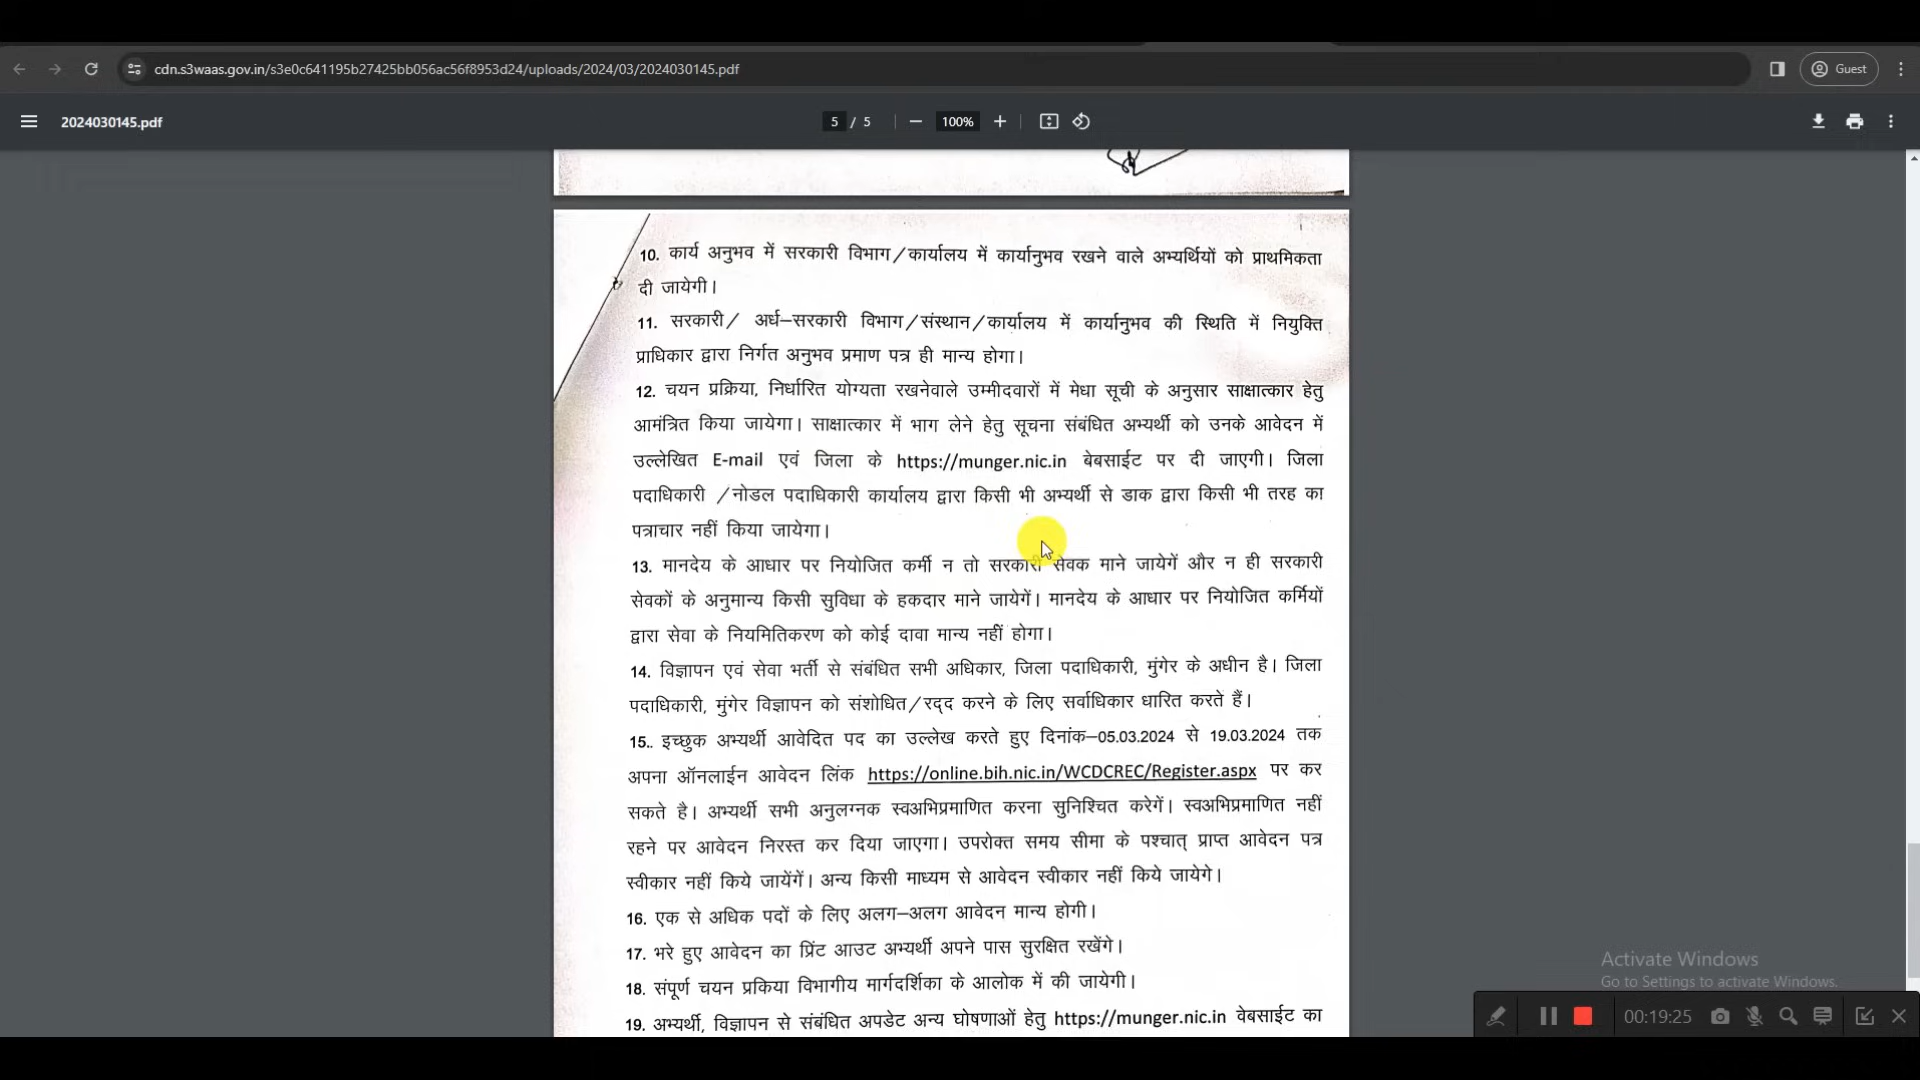 cdn.s3waas.gov.in/s3e0c641195b27425bb056ac56f8953d24/uploads/2024/03/2024030145.pdf
Guest
2024030145.pdf
5 / 5
100%
10. कार्य अनुभव में सरकारी विभाग/कार्यालय में कार्यानुभव रखने वाले अभ्यर्थियों को प्राथमिकता
दी जायेगी।
11. सरकारी/ अर्ध–सरकारी विभाग/संस्थान/कार्यालय में कार्यानुभव की स्थिति में नियुक्ति
प्राधिकार द्वारा निर्गत अनुभव प्रमाण पत्र ही मान्य होगा।
12. चयन प्रक्रिया, निर्धारित योग्यता रखनेवाले उम्मीदवारों में मेधा सूची के अनुसार साक्षात्कार हेतु
आमंत्रित किया जायेगा। साक्षात्कार में भाग लेने हेतु सूचना संबंधित अभ्यर्थी को उनके आवेदन में
उल्लेखित E-mail एवं जिला के https://munger.nic.in बेबसाईट पर दी जाएगी। जिला
पदाधिकारी /नोडल पदाधिकारी कार्यालय द्वारा किसी भी अभ्यर्थी से डाक द्वारा किसी भी तरह का
पत्राचार नहीं किया जायेगा।
13. मानदेय के आधार पर नियोजित कर्मी न तो सरकारी सेवक माने जायेगें और न ही सरकारी
सेवकों के अनुमान्य किसी सुविधा के हकदार माने जायेगें। मानदेय के आधार पर नियोजित कर्मियों
द्वारा सेवा के नियमितिकरण को कोई दावा मान्य नहीं होगा।
14. विज्ञापन एवं सेवा भर्ती से संबंधित सभी अधिकार, जिला पदाधिकारी, मुंगेर के अधीन है। जिला
पदाधिकारी, मुंगेर विज्ञापन को संशोधित/रद्द करने के लिए सर्वाधिकार धारित करते हैं।
15.. इच्छुक अभ्यर्थी आवेदित पद का उल्लेख करते हुए दिनांक–05.03.2024 से 19.03.2024 तक
अपना ऑनलाईन आवेदन लिंक https://online.bih.nic.in/WCDCREC/Register.aspx पर कर
सकते है। अभ्यर्थी सभी अनुलग्नक स्वअभिप्रमाणित करना सुनिश्चित करेगें। स्वअभिप्रमाणित नहीं
रहने पर आवेदन निरस्त कर दिया जाएगा। उपरोक्त समय सीमा के पश्चात् प्राप्त आवेदन पत्र
स्वीकार नहीं किये जायेंगें। अन्य किसी माध्यम से आवेदन स्वीकार नहीं किये जायेगे।
16. एक से अधिक पदों के लिए अलग–अलग आवेदन मान्य होगी।
17. भरे हुए आवेदन का प्रिंट आउट अभ्यर्थी अपने पास सुरक्षित रखेंगे।
18. संपूर्ण चयन प्रकिया विभागीय मार्गदर्शिका के आलोक में की जायेगी।
19. अभ्यर्थी, विज्ञापन से संबंधित अपडेट अन्य घोषणाओं हेतु https://munger.nic.in वेबसाईट का
Activate Windows
Go to Settings to activate Windows.
00:19:25